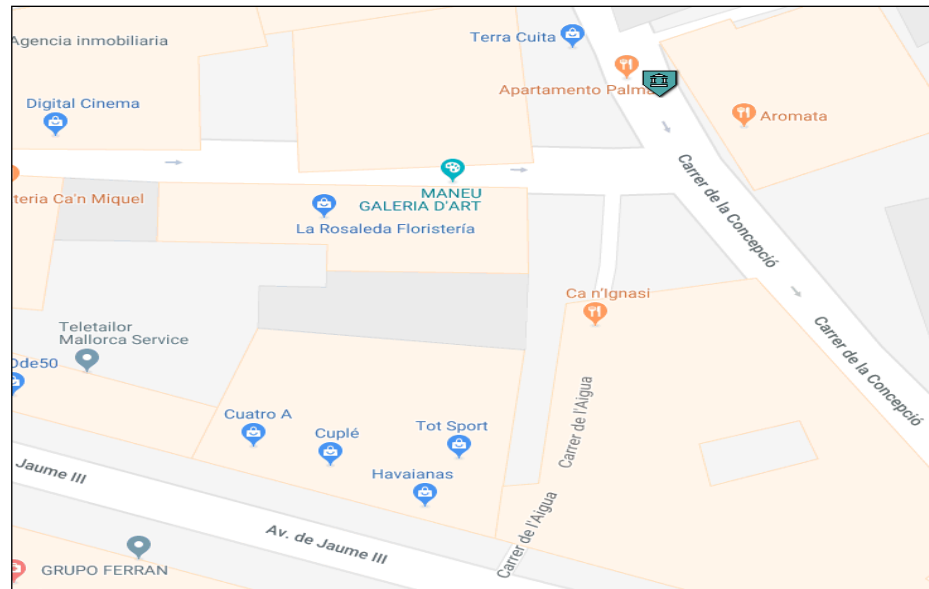 Terra Cuita
Agencia inmobiliaria
Apartamento Palma
Digital Cinema
Aromata
MANEU
GALERIA D'ART
teria Ca'n Miquel
La Rosaleda Floristería
Carrer de la Concepció
Ca n'Ignasi
Carrer de la Concepció
Teletailor
Mallorca Service
Ode50
Cuatro A
Cuplé
Tot Sport
Carrer de l'Aigua
Havaianas
Jaume III
Av. de Jaume III
Carrer de l'Aigua
GRUPO FERRAN